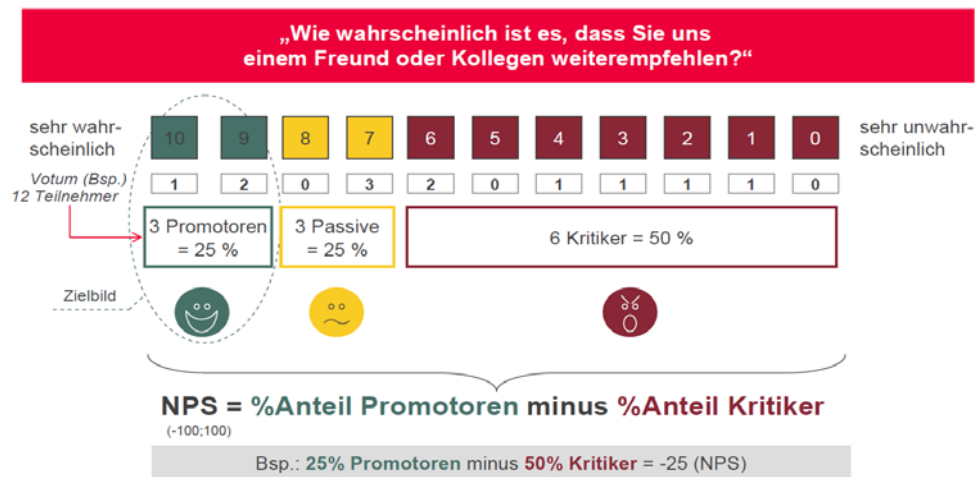 „Wie wahrscheinlich ist es, dass Sie uns
einem Freund oder Kollegen weiterempfehlen?“
sehr wahr-
scheinlich
10 9 8 7 6 5 4 3 2 1 0
sehr unwahr-
scheinlich
Votum (Bsp.)
12 Teilnehmer
1 2 0 3 2 0 1 1 1 1 0
3 Promotoren
= 25 %
3 Passive
= 25 %
6 Kritiker = 50 %
Zielbild
NPS = %Anteil Promotoren minus %Anteil Kritiker
(-100;100)
Bsp.: 25% Promotoren minus 50% Kritiker = -25 (NPS)